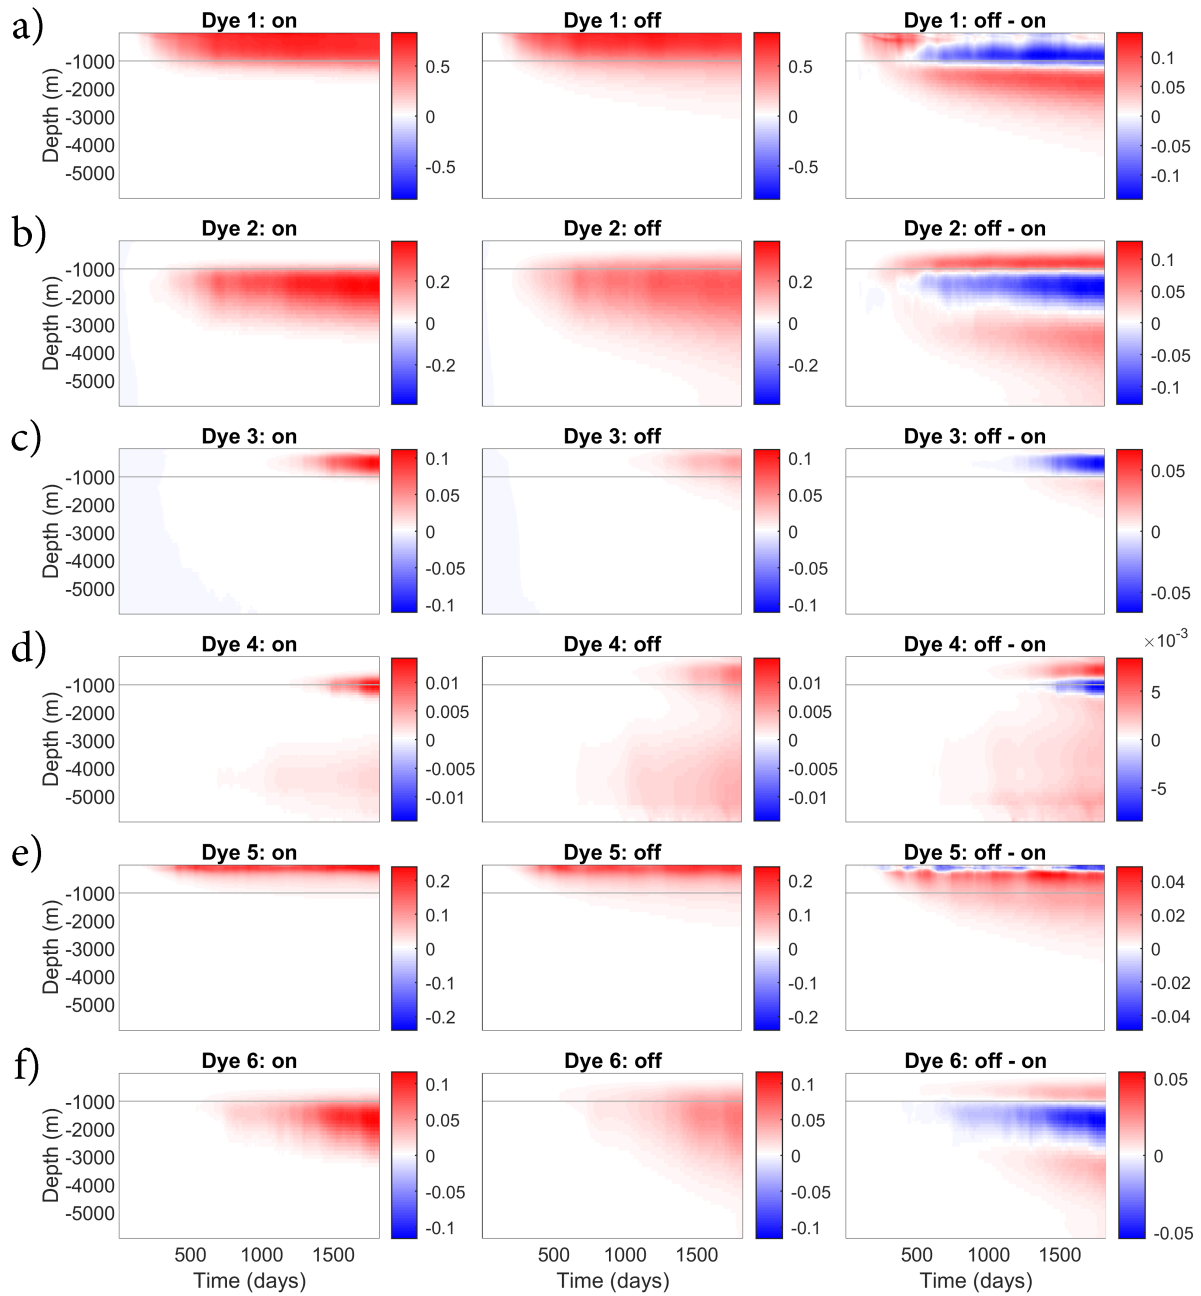 a)
Dye 1: on
Dye 1: off
Dye 1: off - on
Depth (m)
-1000
-2000
-3000
-4000
-5000
0.5
0
-0.5
0.5
0
-0.5
0.1
0.05
0
-0.05
-0.1
b)
Dye 2: on
Dye 2: off
Dye 2: off - on
Depth (m)
-1000
-2000
-3000
-4000
-5000
0.2
0
-0.2
0.2
0
-0.2
0.1
0.05
0
-0.05
-0.1
c)
Dye 3: on
Dye 3: off
Dye 3: off - on
Depth (m)
-1000
-2000
-3000
-4000
-5000
0.1
0.05
0
-0.05
-0.1
0.1
0.05
0
-0.05
-0.1
0.05
0
-0.05
d)
Dye 4: on
Dye 4: off
Dye 4: off - on
×10⁻³
Depth (m)
-1000
-2000
-3000
-4000
-5000
0.01
0.005
0
-0.005
-0.01
0.01
0.005
0
-0.005
-0.01
5
0
-5
e)
Dye 5: on
Dye 5: off
Dye 5: off - on
Depth (m)
-1000
-2000
-3000
-4000
-5000
0.2
0.1
0
-0.1
-0.2
0.2
0.1
0
-0.1
-0.2
0.04
0.02
0
-0.02
-0.04
f)
Dye 6: on
Dye 6: off
Dye 6: off - on
Depth (m)
-1000
-2000
-3000
-4000
-5000
0.1
0.05
0
-0.05
-0.1
0.1
0.05
0
-0.05
-0.1
0.05
0
-0.05
500 1000 1500
500 1000 1500
500 1000 1500
Time (days)
Time (days)
Time (days)